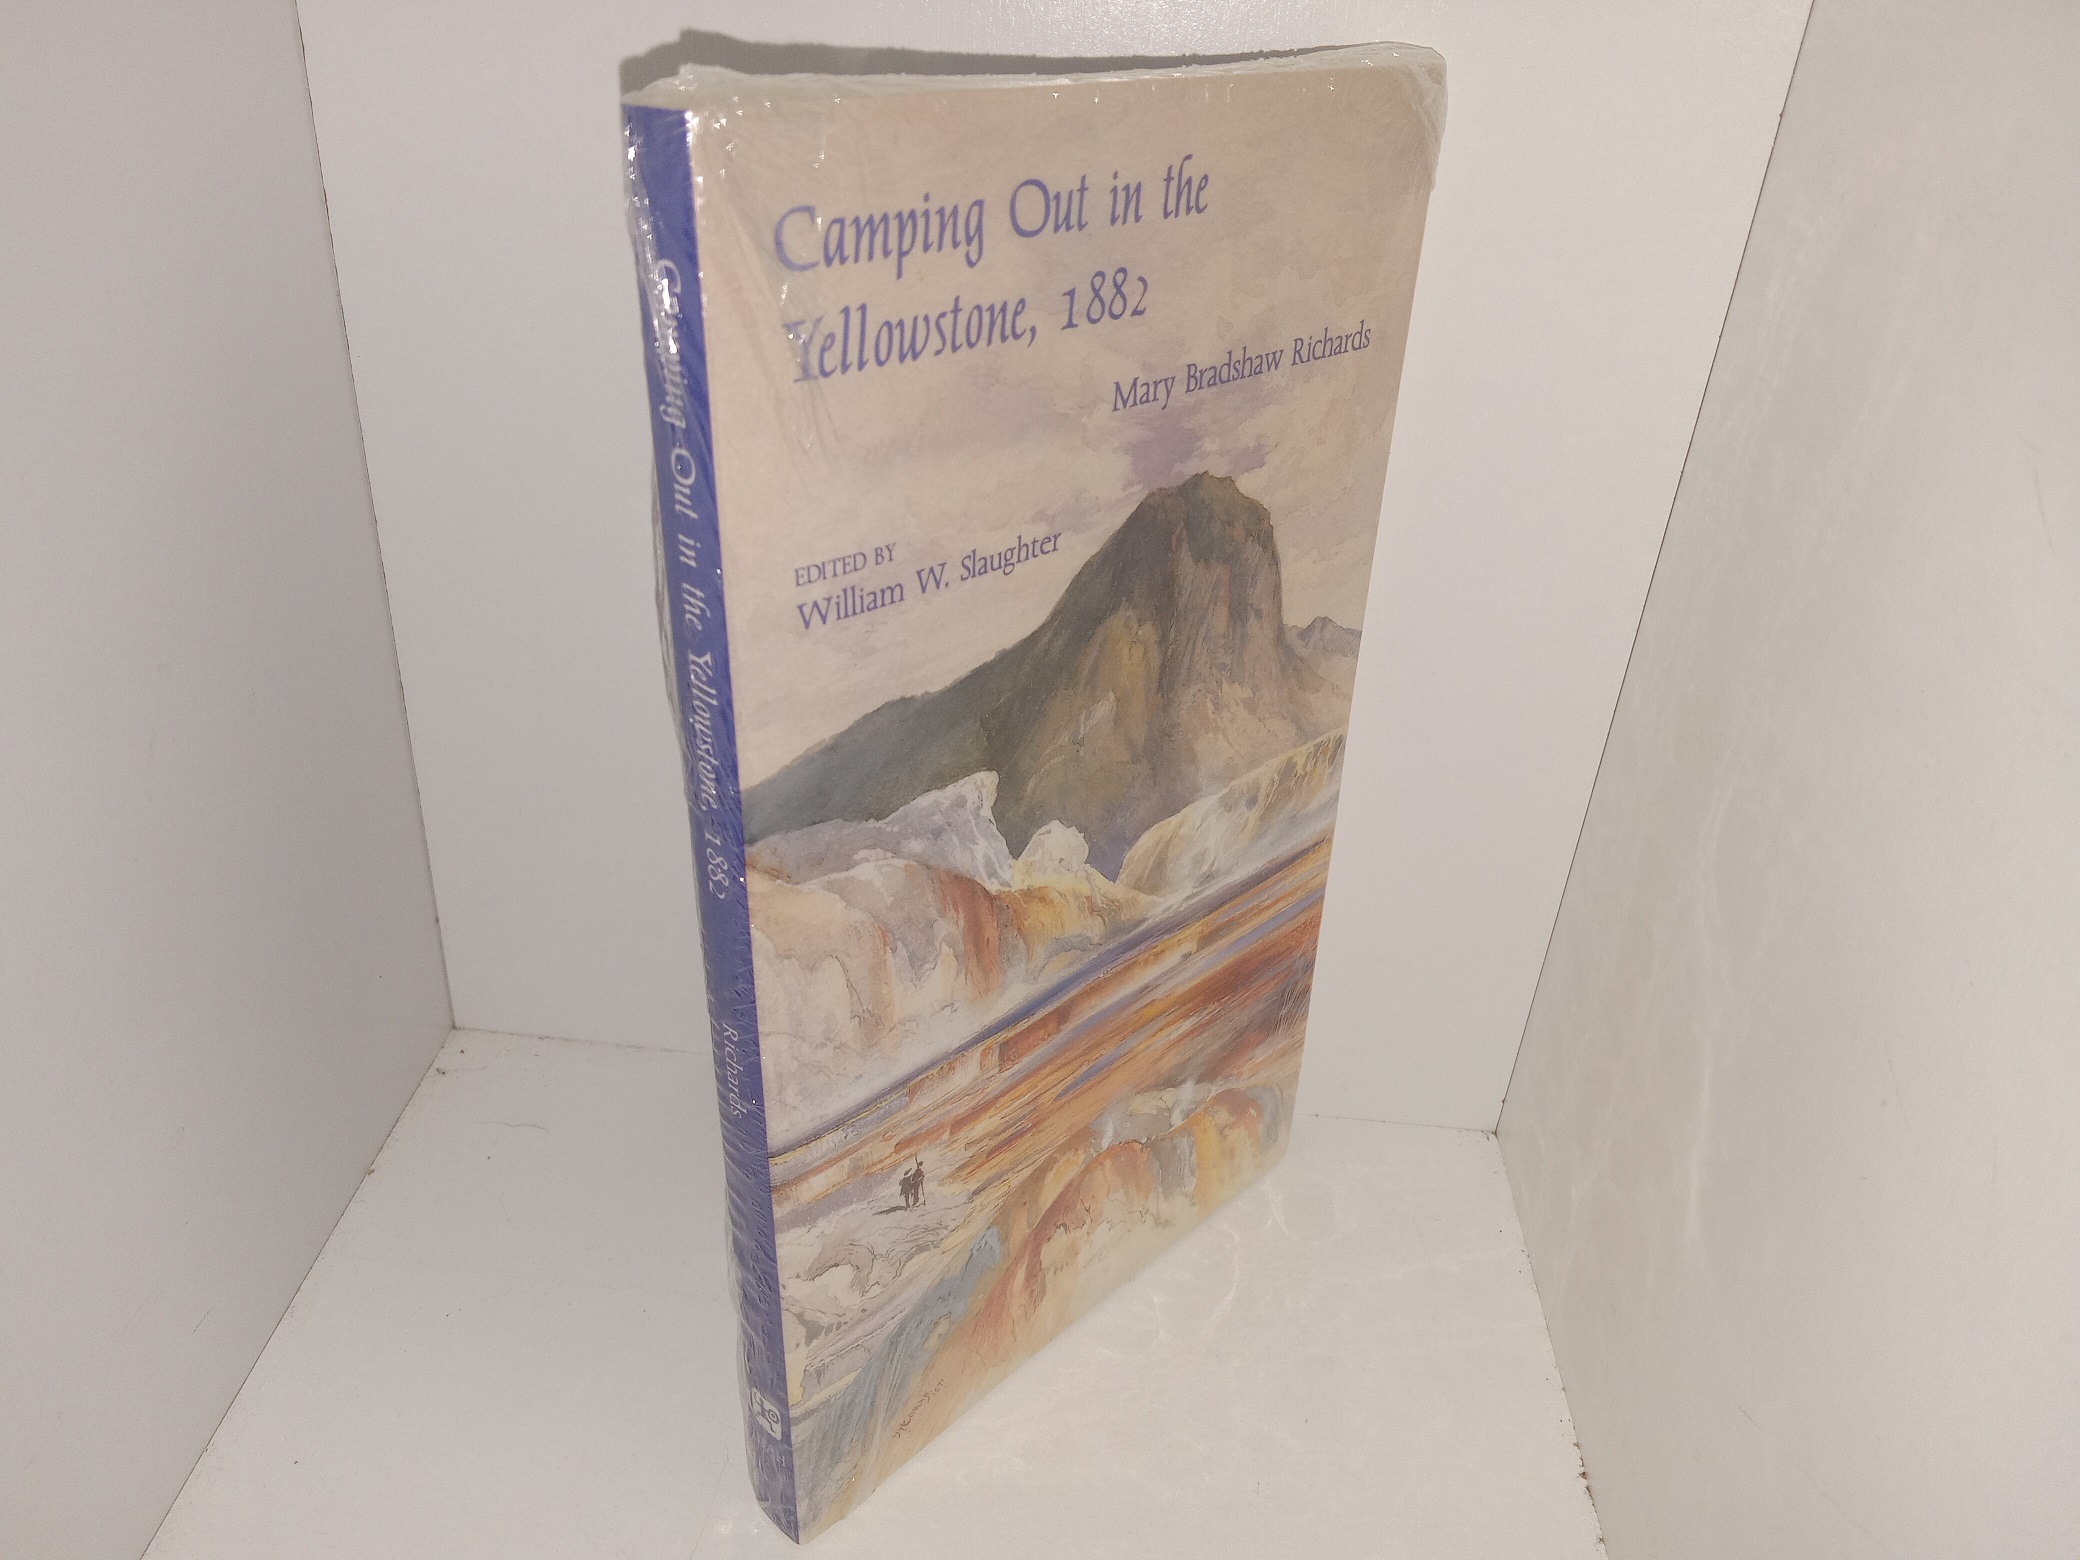 Camping Out in the
Yellowstone, 1882
Mary Bradshaw Richards
EDITED BY
William W. Slaughter
Camping Out in the Yellowstone, 1882
Richards